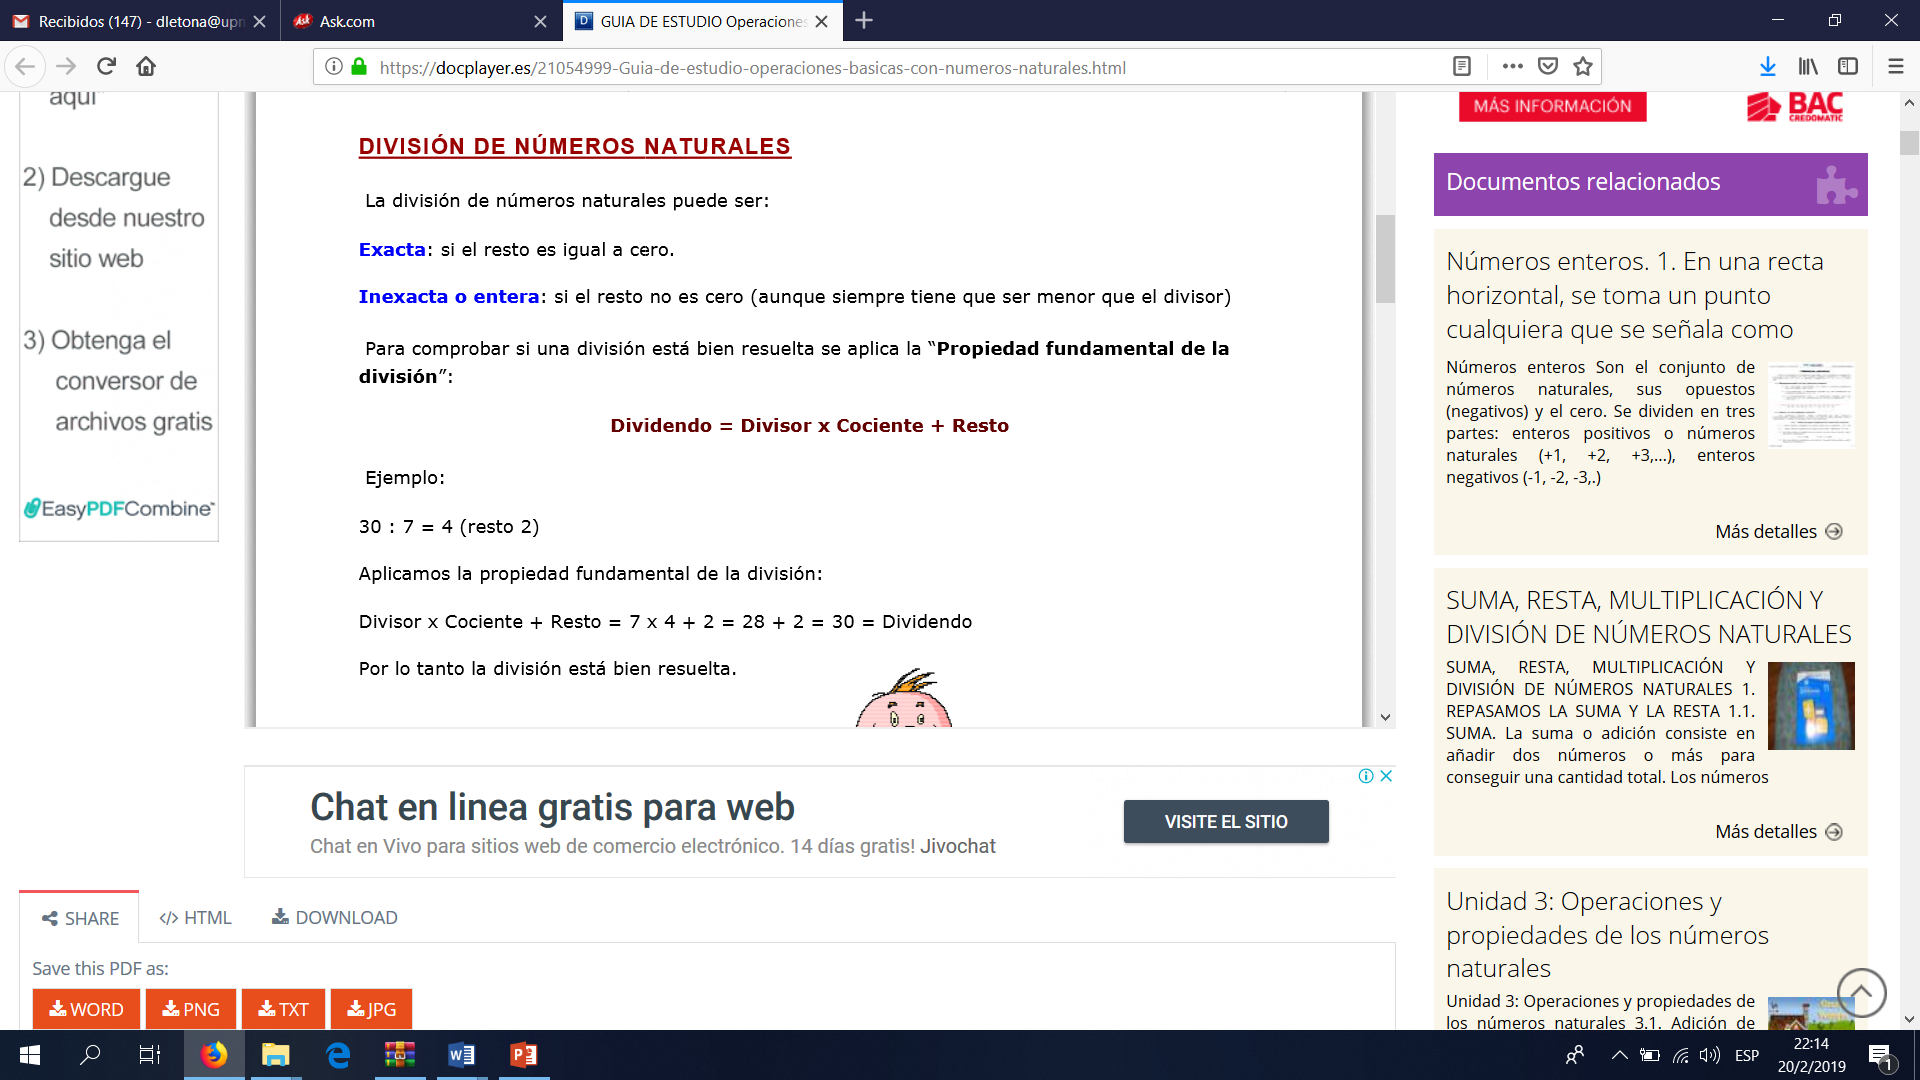 Recibidos (147) - dletona@upn
Ask.com
GUIA DE ESTUDIO Operaciones
https://docplayer.es/21054999-Guia-de-estudio-operaciones-basicas-con-numeros-naturales.html
aquí"
2) Descargue
desde nuestro
sitio web
3) Obtenga el
conversor de
archivos gratis
EasyPDFCombine™
DIVISIÓN DE NÚMEROS NATURALES
La división de números naturales puede ser:
Exacta: si el resto es igual a cero.
Inexacta o entera: si el resto no es cero (aunque siempre tiene que ser menor que el divisor)
Para comprobar si una división está bien resuelta se aplica la “Propiedad fundamental de la
división”:
Dividendo = Divisor x Cociente + Resto
Ejemplo:
30 : 7 = 4 (resto 2)
Aplicamos la propiedad fundamental de la división:
Divisor x Cociente + Resto = 7 x 4 + 2 = 28 + 2 = 30 = Dividendo
Por lo tanto la división está bien resuelta.
Chat en linea gratis para web
Chat en Vivo para sitios web de comercio electrónico. 14 días gratis! Jivochat
VISITE EL SITIO
SHARE
HTML
DOWNLOAD
Save this PDF as:
WORD
PNG
TXT
JPG
MÁS INFORMACIÓN
BAC
CREDOMATIC
Documentos relacionados
Números enteros. 1. En una recta
horizontal, se toma un punto
cualquiera que se señala como
Números enteros Son el conjunto de
números naturales, sus opuestos
(negativos) y el cero. Se dividen en tres
partes: enteros positivos o números
naturales (+1, +2, +3,...), enteros
negativos (-1, -2, -3,.)
Más detalles
SUMA, RESTA, MULTIPLICACIÓN Y
DIVISIÓN DE NÚMEROS NATURALES
SUMA, RESTA, MULTIPLICACIÓN Y
DIVISIÓN DE NÚMEROS NATURALES 1.
REPASAMOS LA SUMA Y LA RESTA 1.1.
SUMA. La suma o adición consiste en
añadir dos números o más para
conseguir una cantidad total. Los números
Más detalles
Unidad 3: Operaciones y
propiedades de los números
naturales
Unidad 3: Operaciones y propiedades de
los números naturales 3.1. Adición de
ESP
22:14
20/2/2019
1